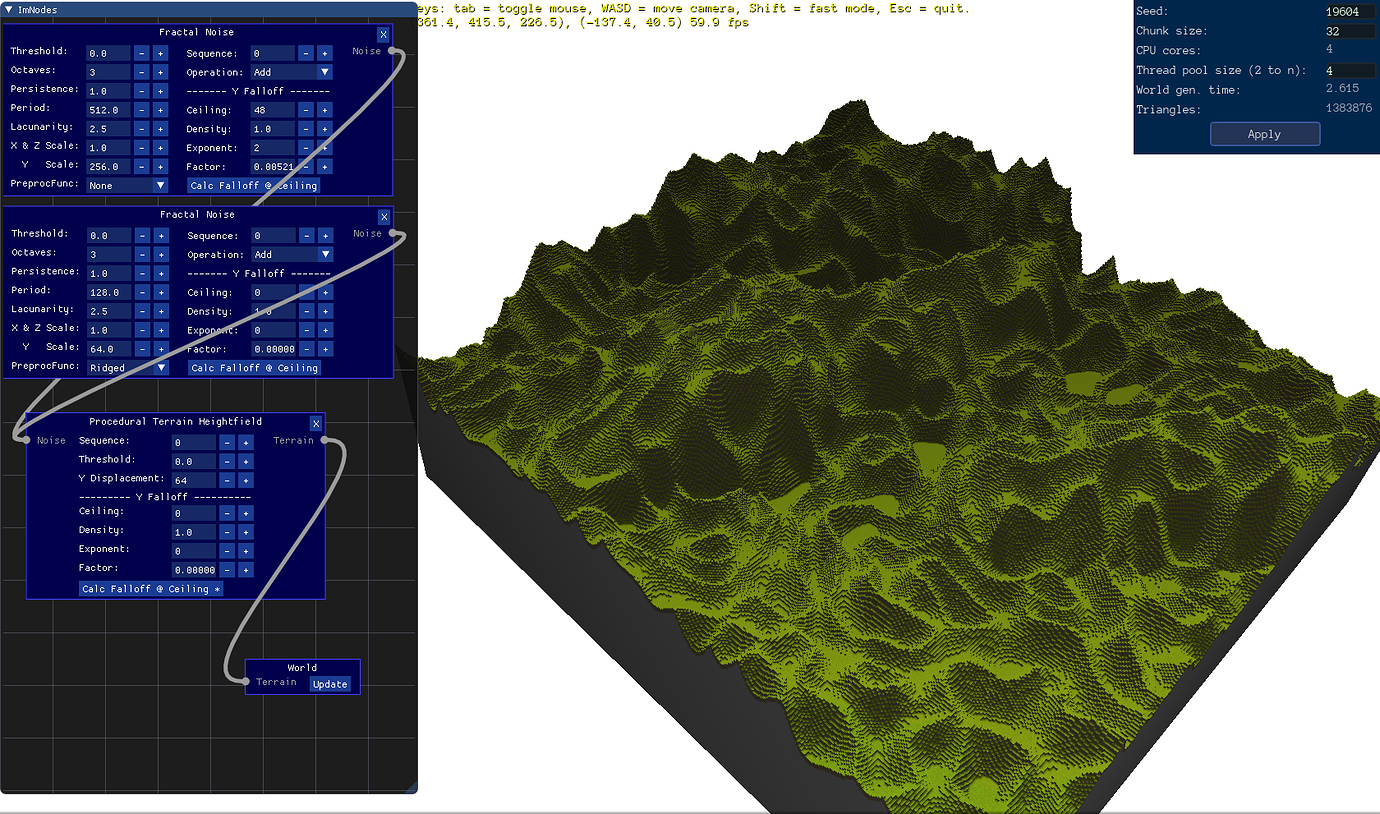 ▼ ImNodes
Fractal Noise X
Threshold: 0.0 - + Sequence: 0 - + Noise
Octaves: 3 - + Operation: Add ▼
Persistence: 1.0 - + ------- Y Falloff -------
Period: 512.0 - + Ceiling: 48 - +
Lacunarity: 2.5 - + Density: 1.0 - +
X & Z Scale: 1.0 - + Exponent: 2 - +
Y Scale: 256.0 - + Factor: 0.00521 - +
PreprocFunc: None ▼ Calc Falloff @ Ceiling
Fractal Noise X
Threshold: 0.0 - + Sequence: 0 - + Noise
Octaves: 3 - + Operation: Add ▼
Persistence: 1.0 - + ------- Y Falloff -------
Period: 128.0 - + Ceiling: 0 - +
Lacunarity: 2.5 - + Density: 1.0 - +
X & Z Scale: 1.0 - + Exponent: 0 - +
Y Scale: 64.0 - + Factor: 0.00000 - +
PreprocFunc: Ridged ▼ Calc Falloff @ Ceiling
Procedural Terrain Heightfield X
Noise Sequence: 0 - + Terrain
Threshold: 0.0 - +
Y Displacement: 64 - +
--------- Y Falloff ----------
Ceiling: 0 - +
Density: 1.0 - +
Exponent: 0 - +
Factor: 0.00000 - +
Calc Falloff @ Ceiling *
World
Terrain Update
eys: tab = toggle mouse, WASD = move camera, Shift = fast mode, Esc = quit.
361.4, 415.5, 226.5), (-137.4, 40.5) 59.9 fps
Seed: 19604
Chunk size: 32
CPU cores: 4
Thread pool size (2 to n): 4
World gen. time: 2.615
Triangles: 1383876
Apply